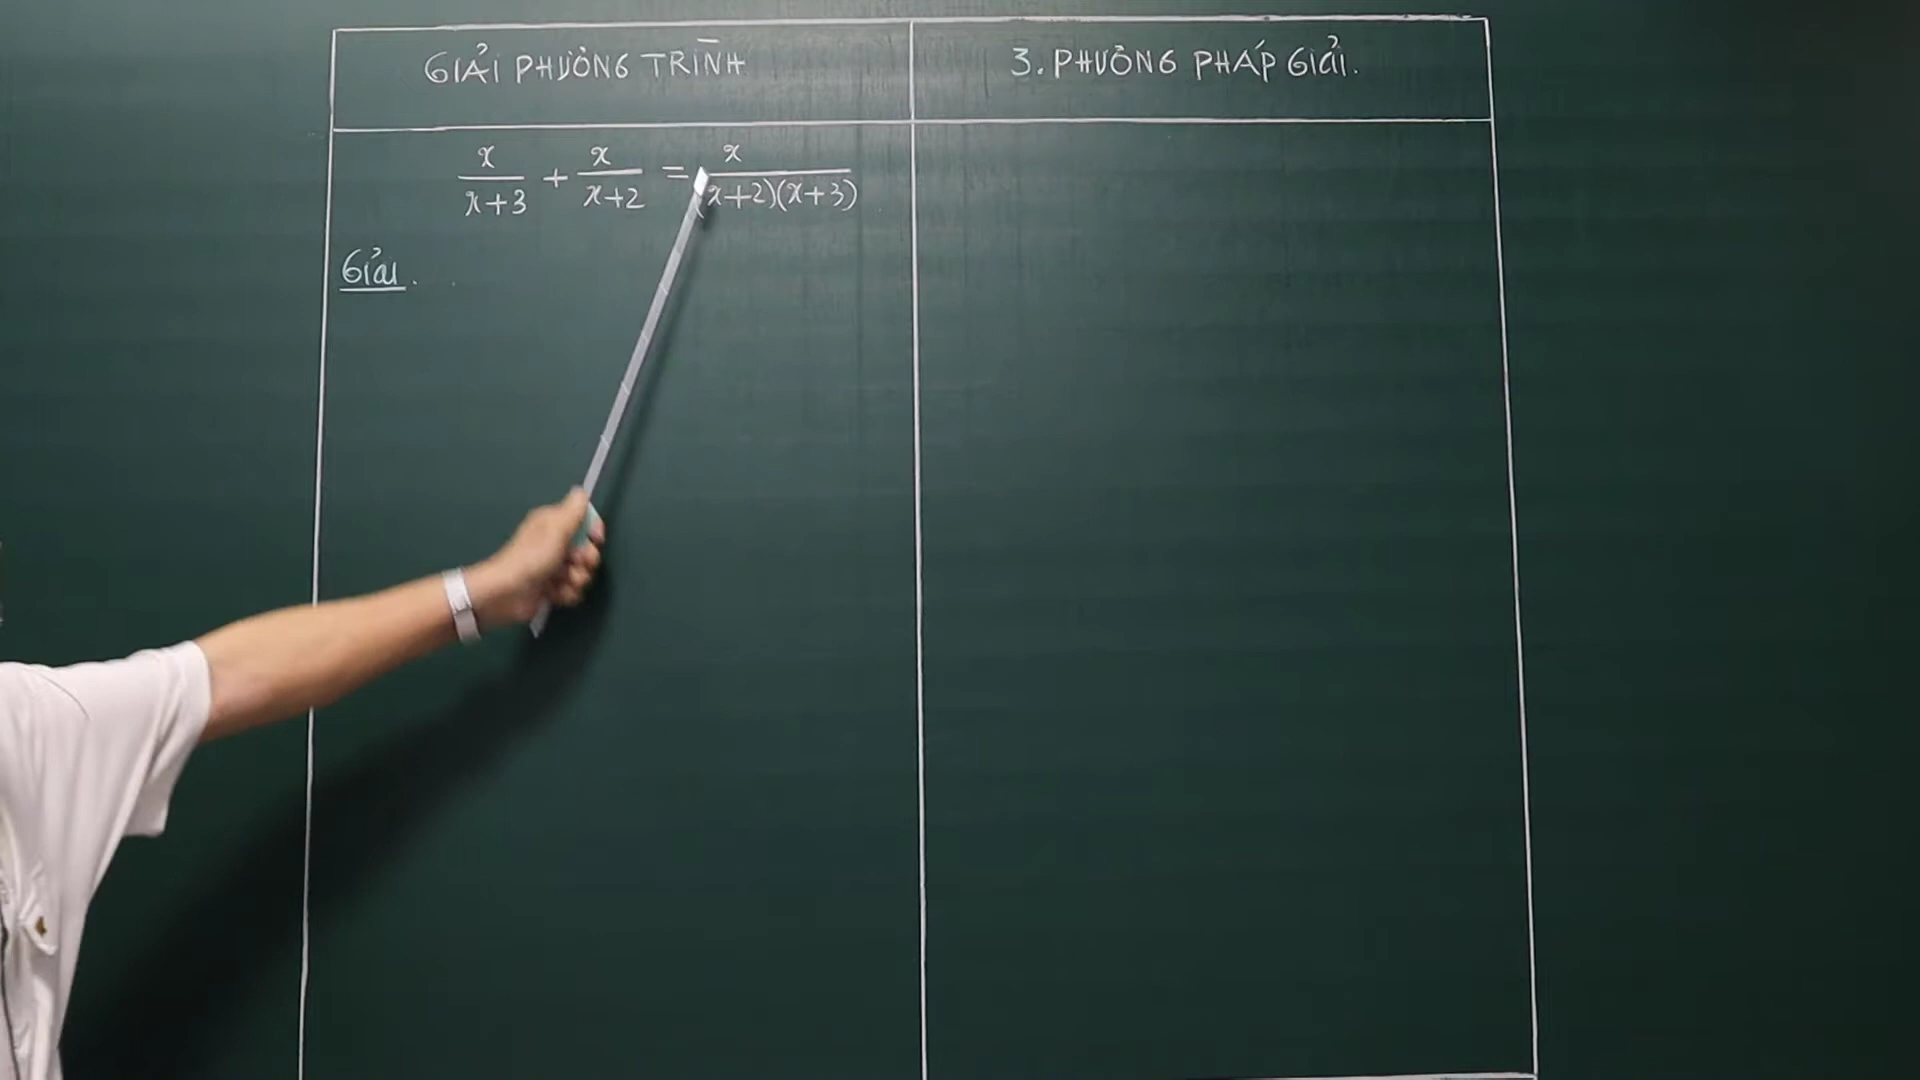 GIẢI PHƯƠNG TRÌNH
3. PHƯƠNG PHÁP Giải.
x/(x+3) + x/(x+2) = x/((x+2)(x+3))
Giải.